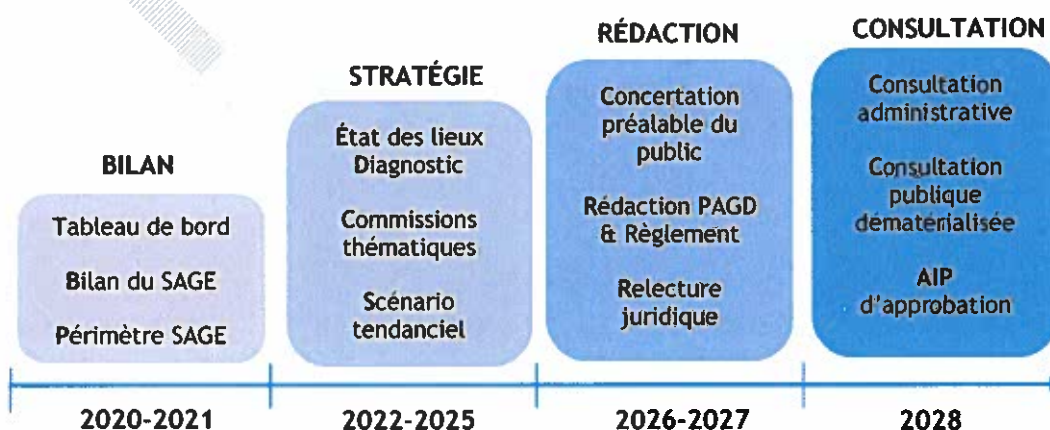 BILAN
Tableau de bord
Bilan du SAGE
Périmètre SAGE
2020-2021
STRATÉGIE
État des lieux
Diagnostic
Commissions
thématiques
Scénario
tendanciel
2022-2025
RÉDACTION
Concertation
préalable du
public
Rédaction PAGD
& Règlement
Relecture
juridique
2026-2027
CONSULTATION
Consultation
administrative
Consultation
publique
dématérialisée
AIP
d'approbation
2028